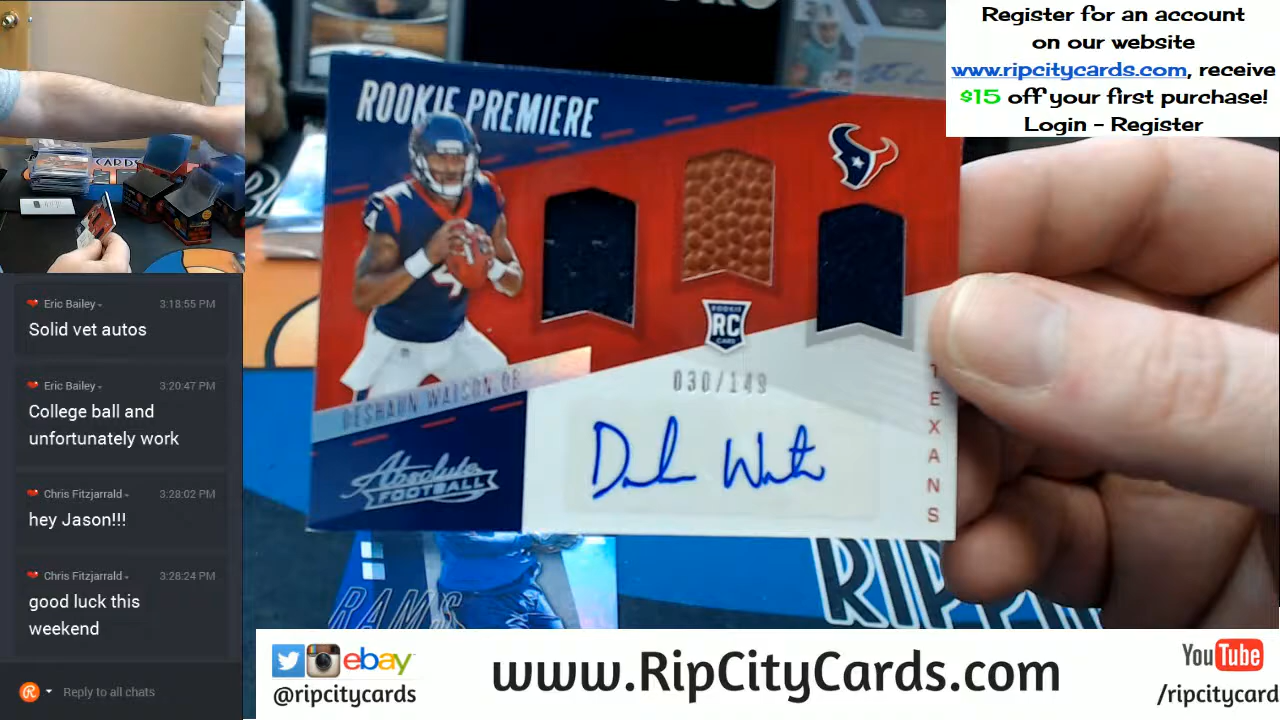 Register for an account
on our website
www.ripcitycards.com, receive
$15 off your first purchase!
Login - Register
ROOKIE PREMIERE
4
ROOKIE
RC
CARD
030/149
DESHAUN WATSON QB
Absolute
FOOTBALL
TEXANS
RAMS
CARDS
Eric Bailey 3:18:55 PM
Solid vet autos
Eric Bailey 3:20:47 PM
College ball and
unfortunately work
Chris Fitzjarrald 3:28:02 PM
hey Jason!!!
Chris Fitzjarrald 3:28:24 PM
good luck this
weekend
Reply to all chats
ebay
@ripcitycards
www.RipCityCards.com
YouTube
/ripcitycard